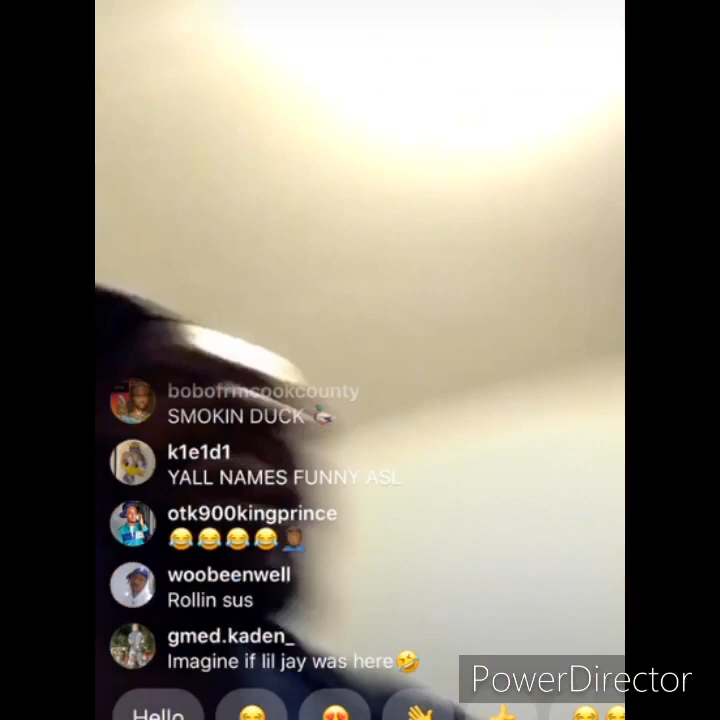 bobofrmcookcounty
SMOKIN DUCK 🦆
k1e1d1
YALL NAMES FUNNY ASL
otk900kingprince
😂😂😂😂🤦🏾‍♂️
woobeenwell
Rollin sus
gmed.kaden_
Imagine if lil jay was here🤣
PowerDirector
Hello